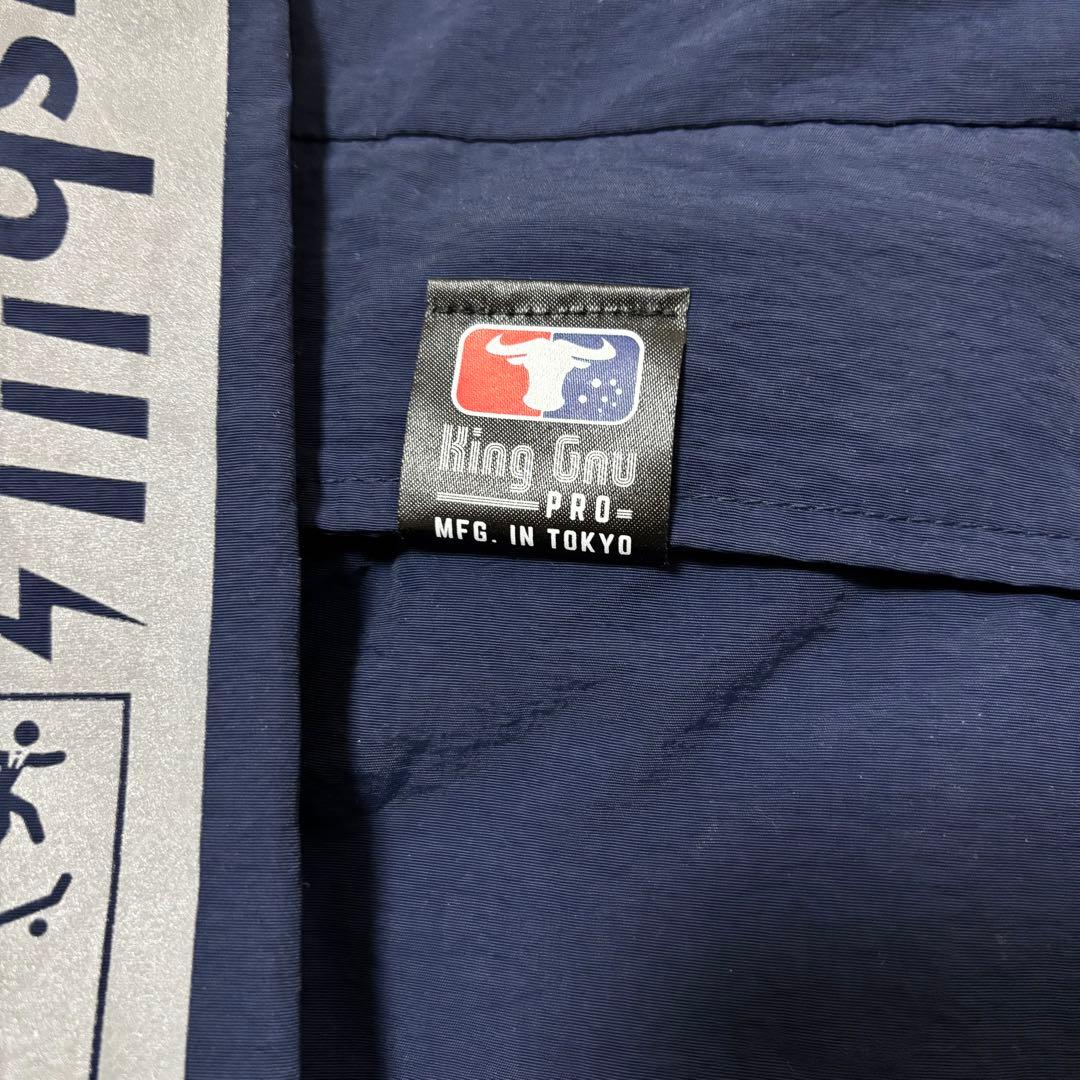 King Gnu
PRO
MFG. IN TOKYO